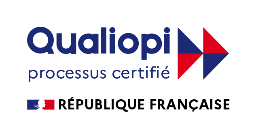 Qualiopi
processus certifié
RÉPUBLIQUE FRANÇAISE